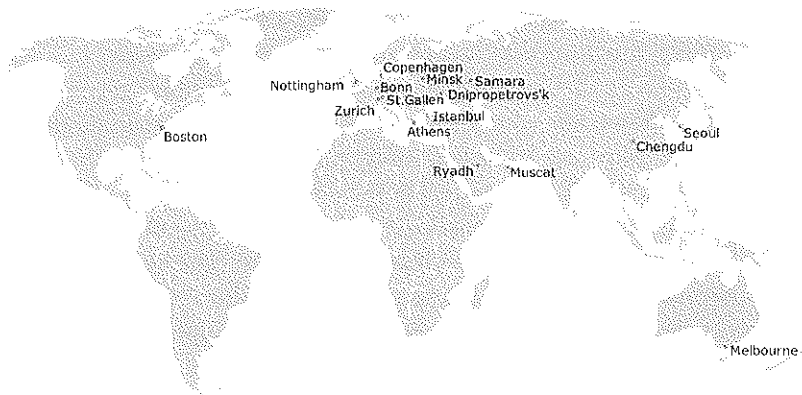 Copenhagen
Nottingham
Minsk
Samara
Bonn
St.Gallen
Dnipropetrovs'k
Zurich
Istanbul
Athens
Boston
Seoul
Chengdu
Ryadh
Muscat
Melbourne